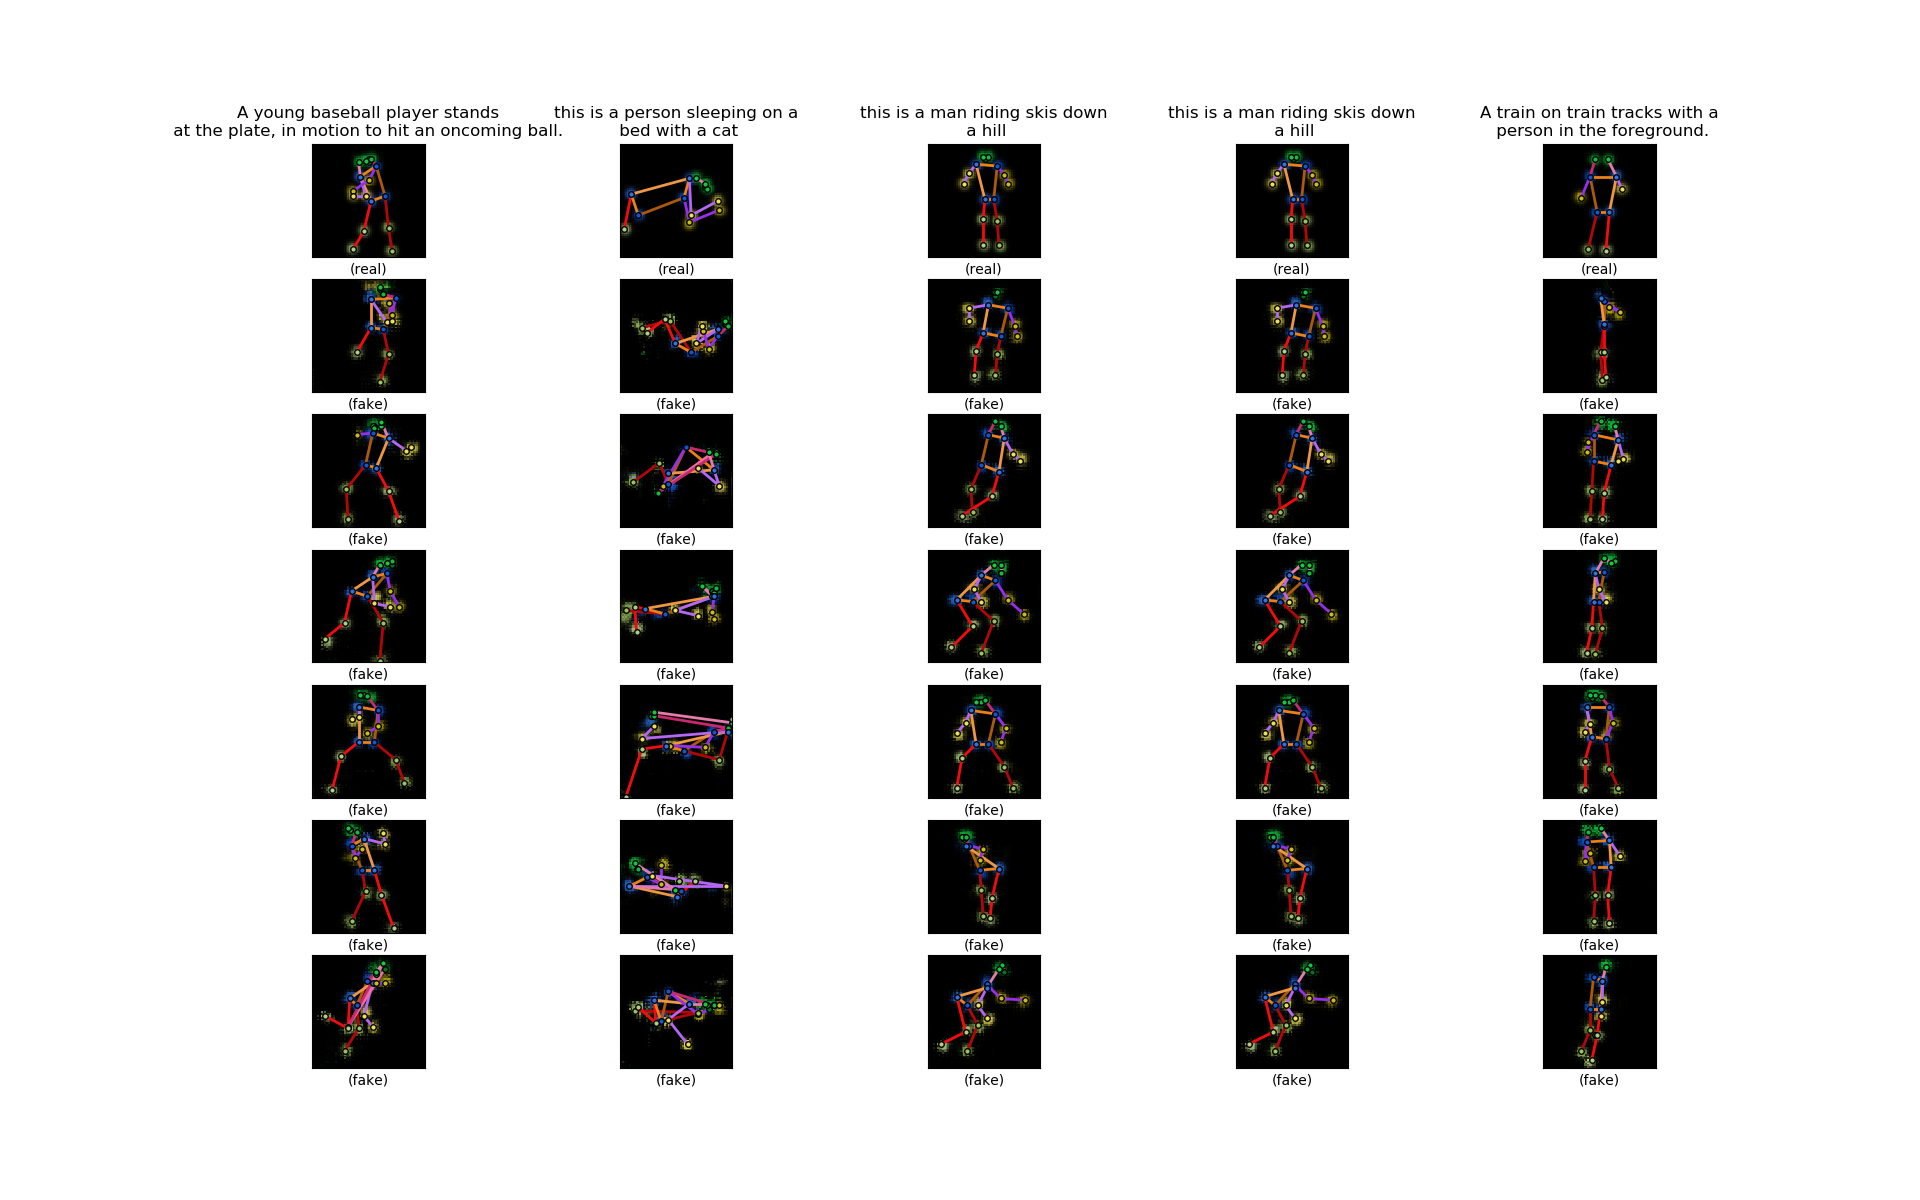 A young baseball player stands
at the plate, in motion to hit an oncoming ball.
this is a person sleeping on a
bed with a cat
this is a man riding skis down
a hill
this is a man riding skis down
a hill
A train on train tracks with a
person in the foreground.
(real) (real) (real) (real) (real)
(fake) (fake) (fake) (fake) (fake)
(fake) (fake) (fake) (fake) (fake)
(fake) (fake) (fake) (fake) (fake)
(fake) (fake) (fake) (fake) (fake)
(fake) (fake) (fake) (fake) (fake)
(fake) (fake) (fake) (fake) (fake)